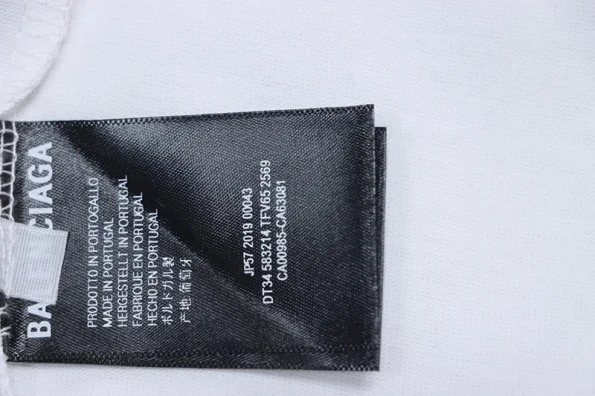 BA CIAGA
PRODOTTO IN PORTOGALLO
MADE IN PORTUGAL
HERGESTELLT IN PORTUGAL
FABRIQUE EN PORTUGAL
HECHO EN PORTUGAL
ポルトガル製
产地:葡萄牙
JP57 2019 00043
DT34 583214 TFV65 2569
CA00985-CA63081